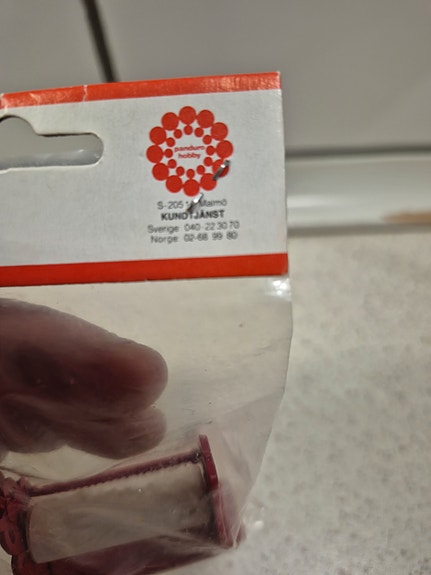 panduro
hobby
S-205 Malmö
KUNDTJÄNST
Sverige 040-22 30 70
Norge 02-68 99 80